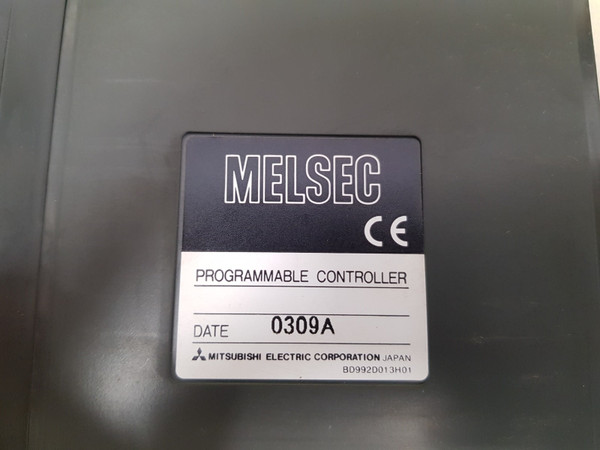 MELSEC
CE
PROGRAMMABLE CONTROLLER
DATE 0309A
MITSUBISHI ELECTRIC CORPORATION JAPAN
BD992D013H01